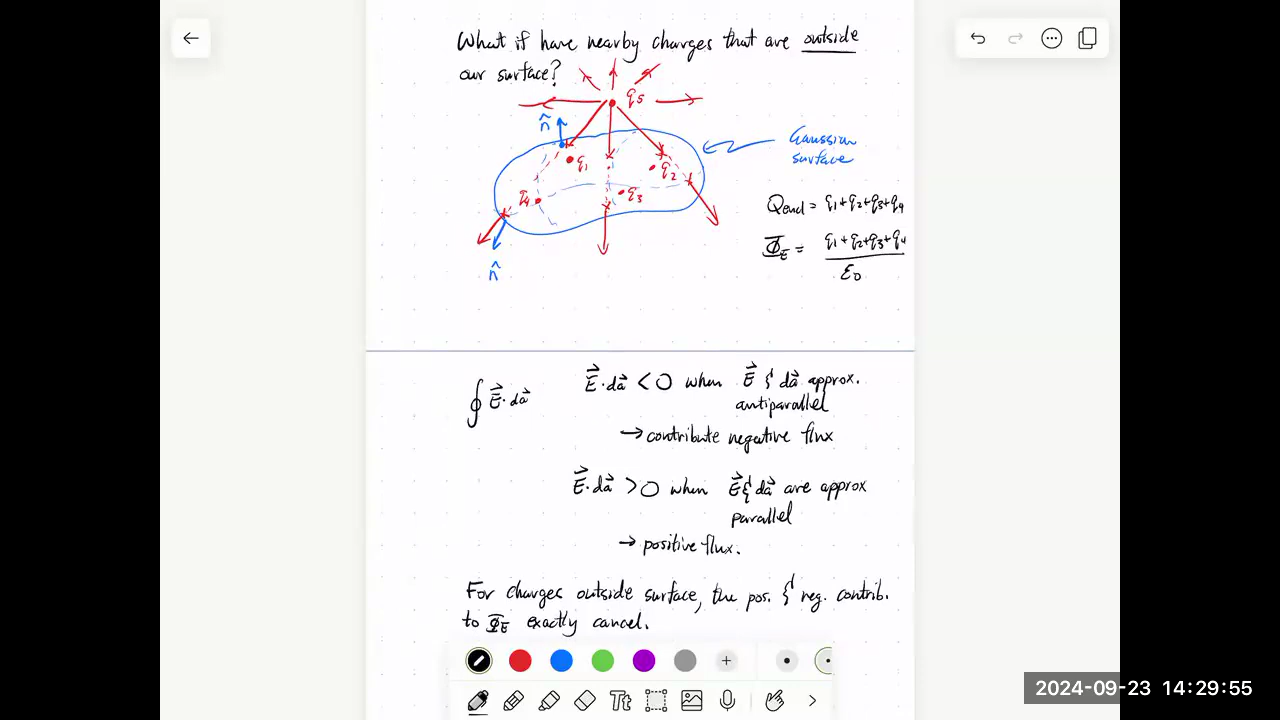 What if have nearby charges that are outside
our surface?
q5
n̂
q1
q2
q4
q3
n̂
Gaussian
surface
Qencl = q1+q2+q3+q4
Φ_E = q1+q2+q3+q4
ε0
∮ E⃗·da⃗
E⃗·da⃗ < 0 when E⃗ & da⃗ approx.
antiparallel
→ contribute negative flux
E⃗·da⃗ > 0 when E⃗ & da⃗ are approx
parallel
→ positive flux.
For charges outside surface, the pos. & neg. contrib.
to Φ_E exactly cancel.
Tt
2024-09-23 14:29:55